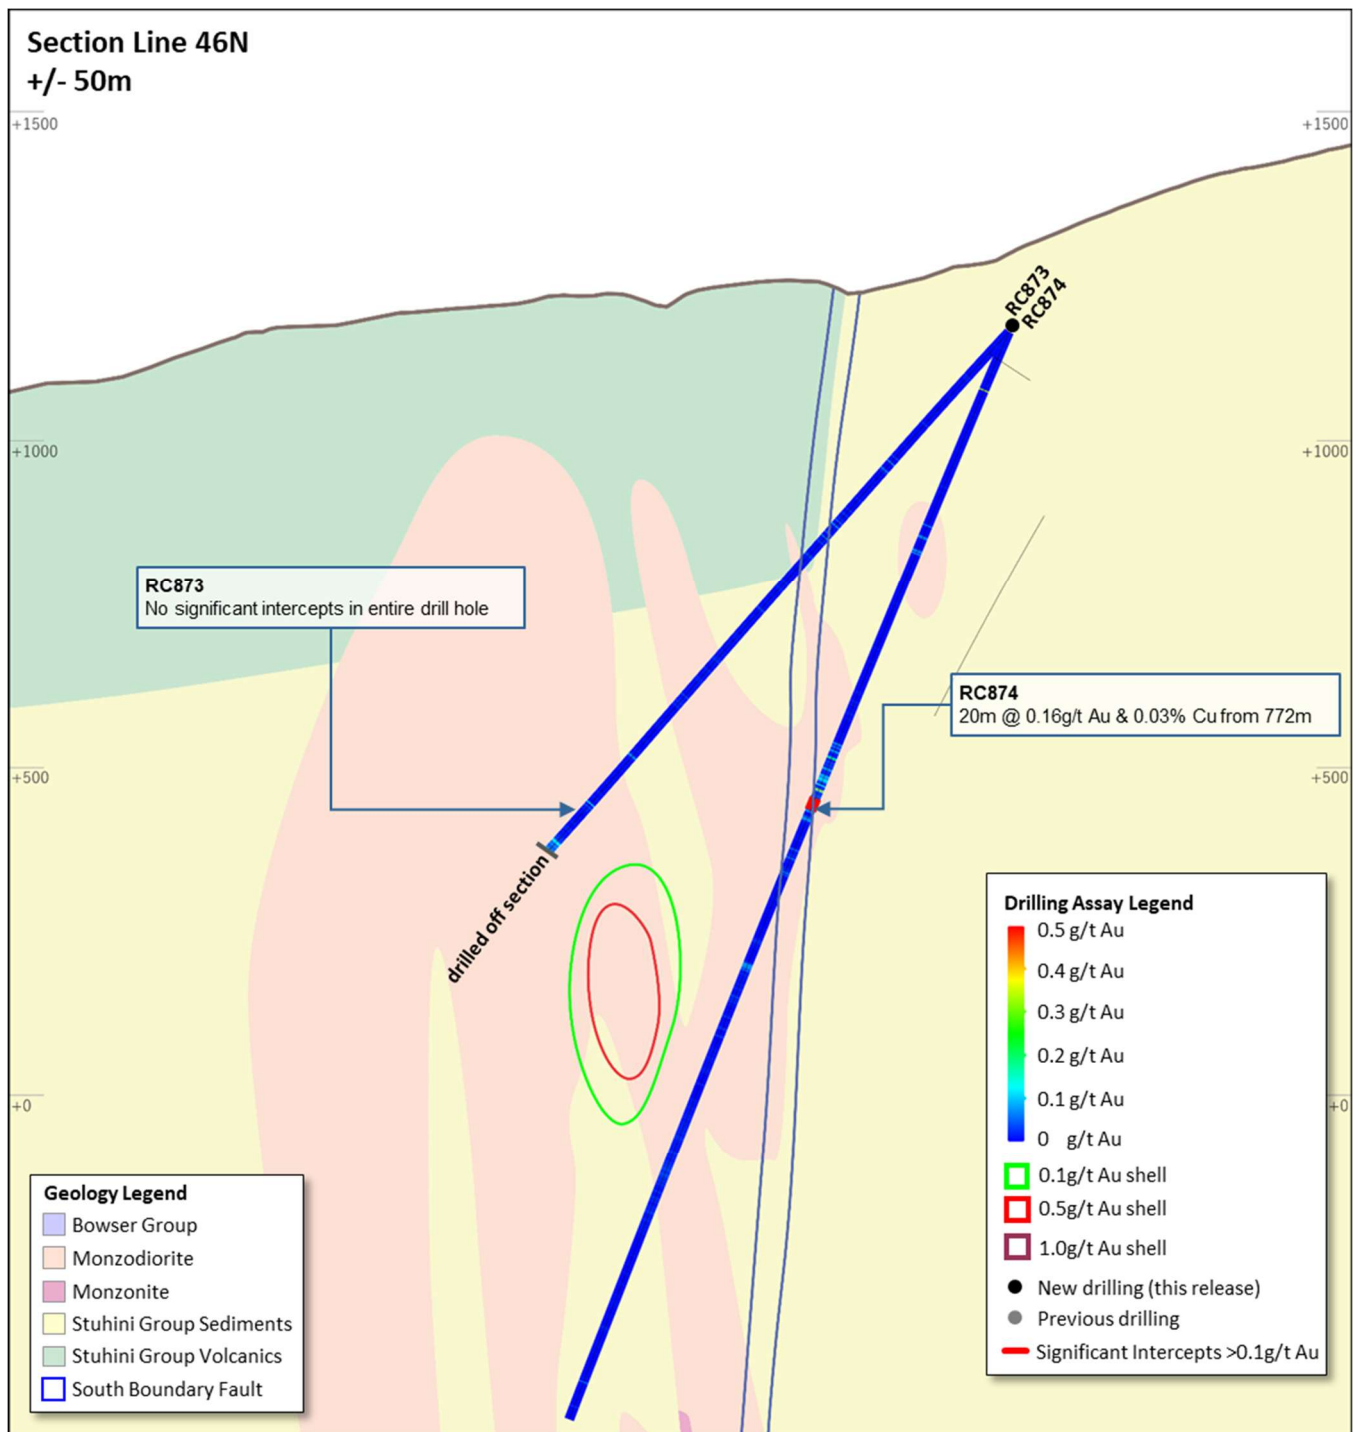 Section Line 46N
+/- 50m
+1500
+1500
RC873
RC874
+1000
+1000
RC873
No significant intercepts in entire drill hole
RC874
20m @ 0.16g/t Au & 0.03% Cu from 772m
+500
+500
drilled off section
+0
+0
Drilling Assay Legend
0.5 g/t Au
0.4 g/t Au
0.3 g/t Au
0.2 g/t Au
0.1 g/t Au
0 g/t Au
0.1g/t Au shell
0.5g/t Au shell
1.0g/t Au shell
New drilling (this release)
Previous drilling
Significant Intercepts >0.1g/t Au
Geology Legend
Bowser Group
Monzodiorite
Monzonite
Stuhini Group Sediments
Stuhini Group Volcanics
South Boundary Fault